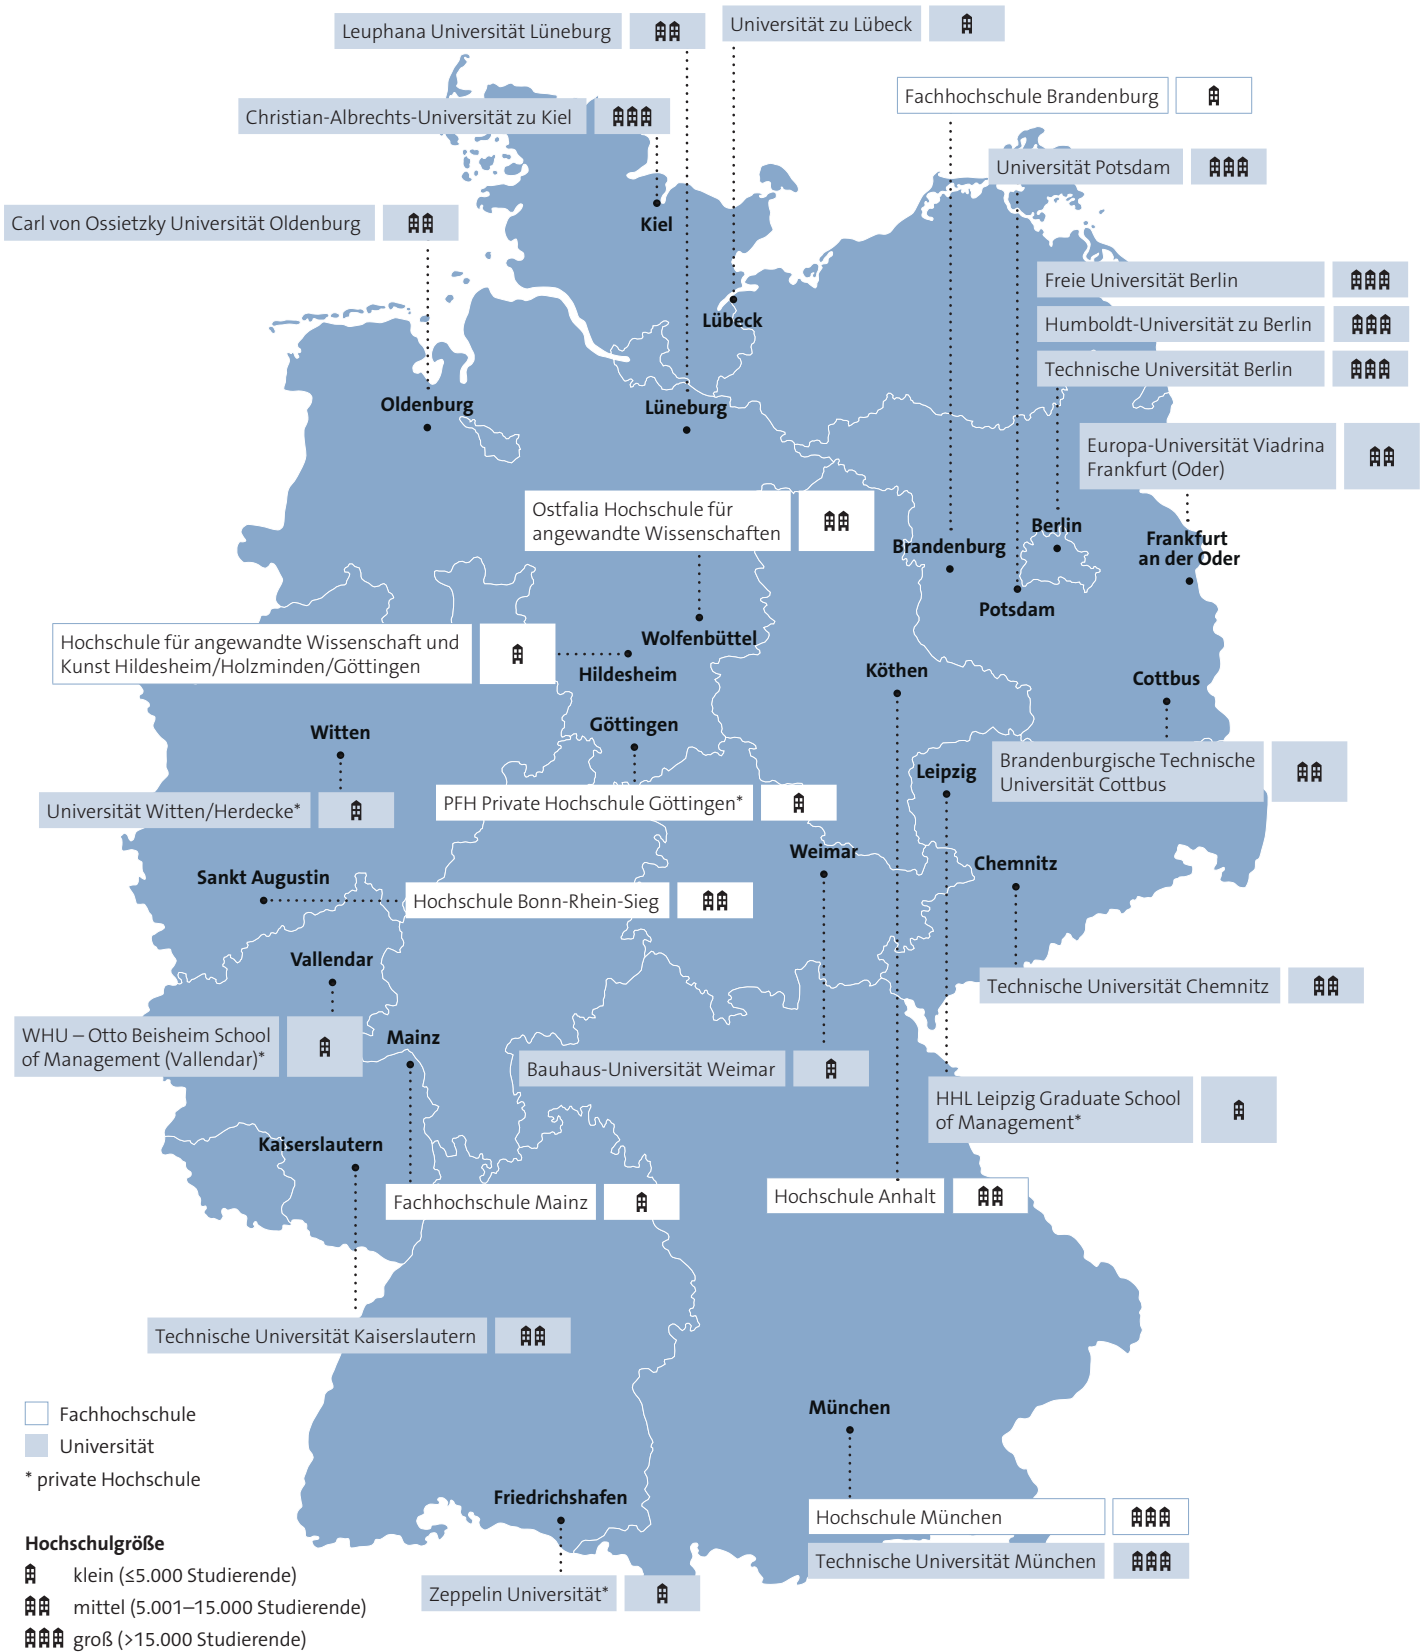 Leuphana Universität Lüneburg
Universität zu Lübeck
Fachhochschule Brandenburg
Christian-Albrechts-Universität zu Kiel
Universität Potsdam
Carl von Ossietzky Universität Oldenburg
Kiel
Freie Universität Berlin
Lübeck
Humboldt-Universität zu Berlin
Technische Universität Berlin
Oldenburg
Lüneburg
Europa-Universität Viadrina
Frankfurt (Oder)
Ostfalia Hochschule für
angewandte Wissenschaften
Berlin
Brandenburg
Frankfurt
an der Oder
Potsdam
Hochschule für angewandte Wissenschaft und
Kunst Hildesheim/Holzminden/Göttingen
Wolfenbüttel
Hildesheim
Köthen
Cottbus
Göttingen
Witten
Brandenburgische Technische
Universität Cottbus
Leipzig
Universität Witten/Herdecke*
PFH Private Hochschule Göttingen*
Weimar
Chemnitz
Sankt Augustin
Hochschule Bonn-Rhein-Sieg
Vallendar
Technische Universität Chemnitz
WHU – Otto Beisheim School
of Management (Vallendar)*
Mainz
Bauhaus-Universität Weimar
HHL Leipzig Graduate School
of Management*
Kaiserslautern
Fachhochschule Mainz
Hochschule Anhalt
Technische Universität Kaiserslautern
München
Fachhochschule
Universität
* private Hochschule
Friedrichshafen
Hochschule München
Technische Universität München
Zeppelin Universität*
Hochschulgröße
klein (≤5.000 Studierende)
mittel (5.001–15.000 Studierende)
groß (>15.000 Studierende)